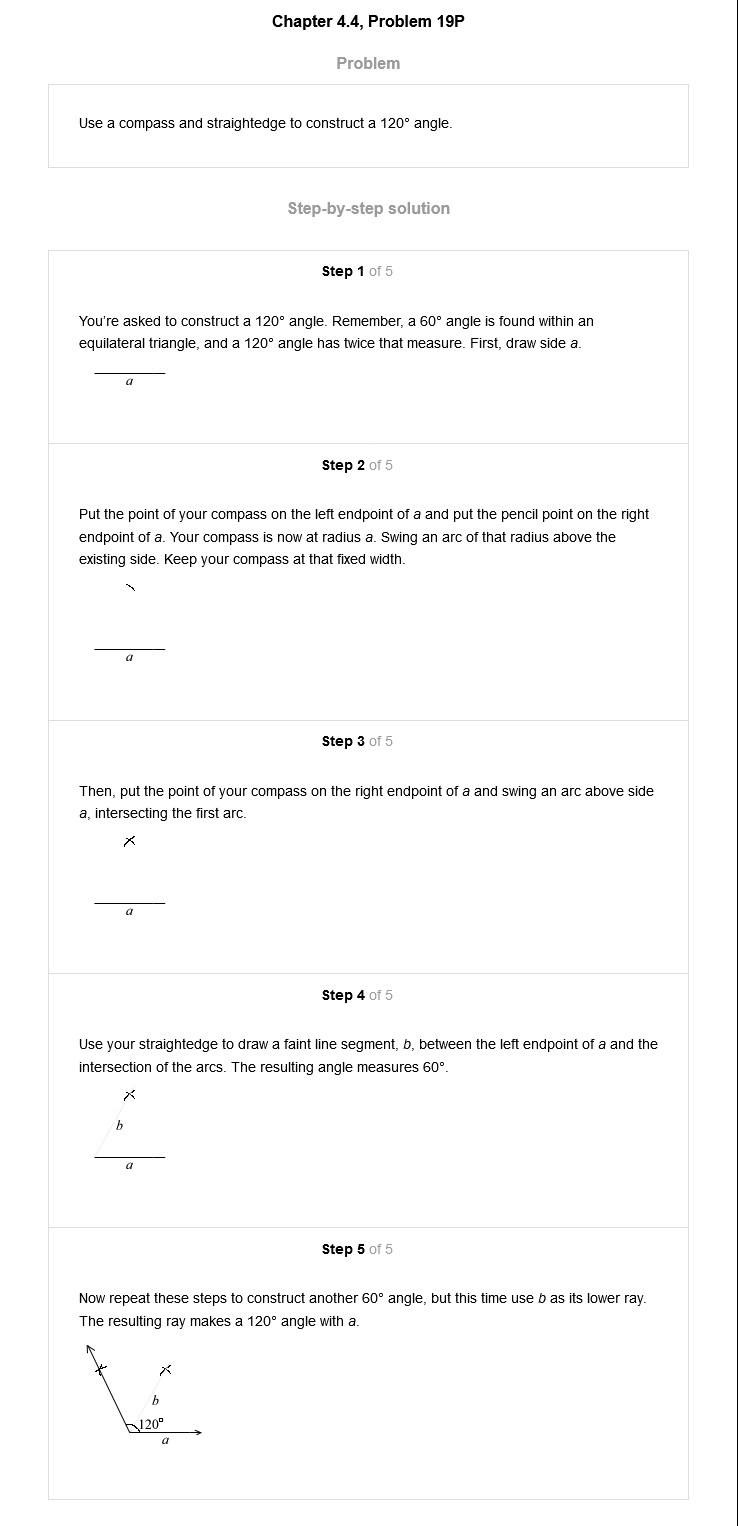 Chapter 4.4, Problem 19P
Problem
Use a compass and straightedge to construct a 120° angle.
Step-by-step solution
Step 1 of 5
You’re asked to construct a 120° angle. Remember, a 60° angle is found within an
equilateral triangle, and a 120° angle has twice that measure. First, draw side a.
a
Step 2 of 5
Put the point of your compass on the left endpoint of a and put the pencil point on the right
endpoint of a. Your compass is now at radius a. Swing an arc of that radius above the
existing side. Keep your compass at that fixed width.
a
Step 3 of 5
Then, put the point of your compass on the right endpoint of a and swing an arc above side
a, intersecting the first arc.
a
Step 4 of 5
Use your straightedge to draw a faint line segment, b, between the left endpoint of a and the
intersection of the arcs. The resulting angle measures 60°.
b
a
Step 5 of 5
Now repeat these steps to construct another 60° angle, but this time use b as its lower ray.
The resulting ray makes a 120° angle with a.
b
120°
a